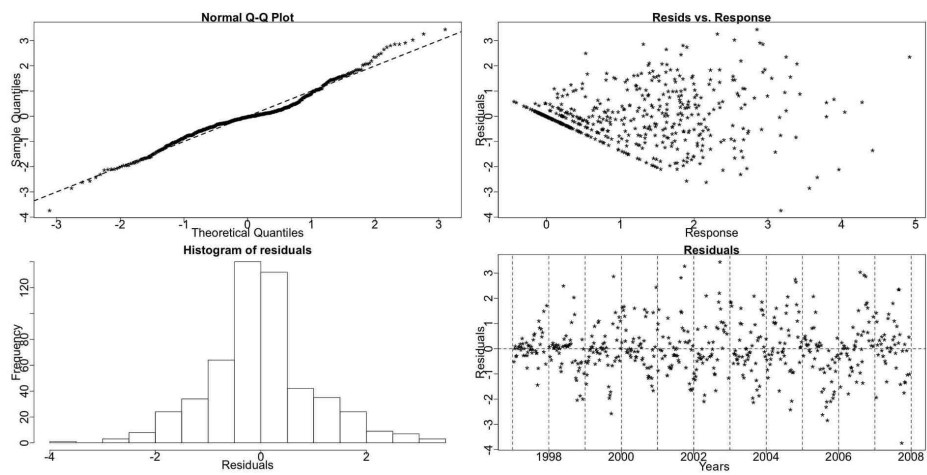 Normal Q-Q Plot
Sample Quantiles
-4 -3 -2 -1 0 1 2 3
-3 -2 -1 0 1 2 3
Theoretical Quantiles
Resids vs. Response
Residuals
-4 -3 -2 -1 0 1 2 3
0 1 2 3 4 5
Response
Histogram of residuals
Frequency
0 20 40 60 80 120
-4 -2 0 2
Residuals
Residuals
Residuals
-4 -3 -2 -1 0 1 2 3
1998 2000 2002 2004 2006 2008
Years